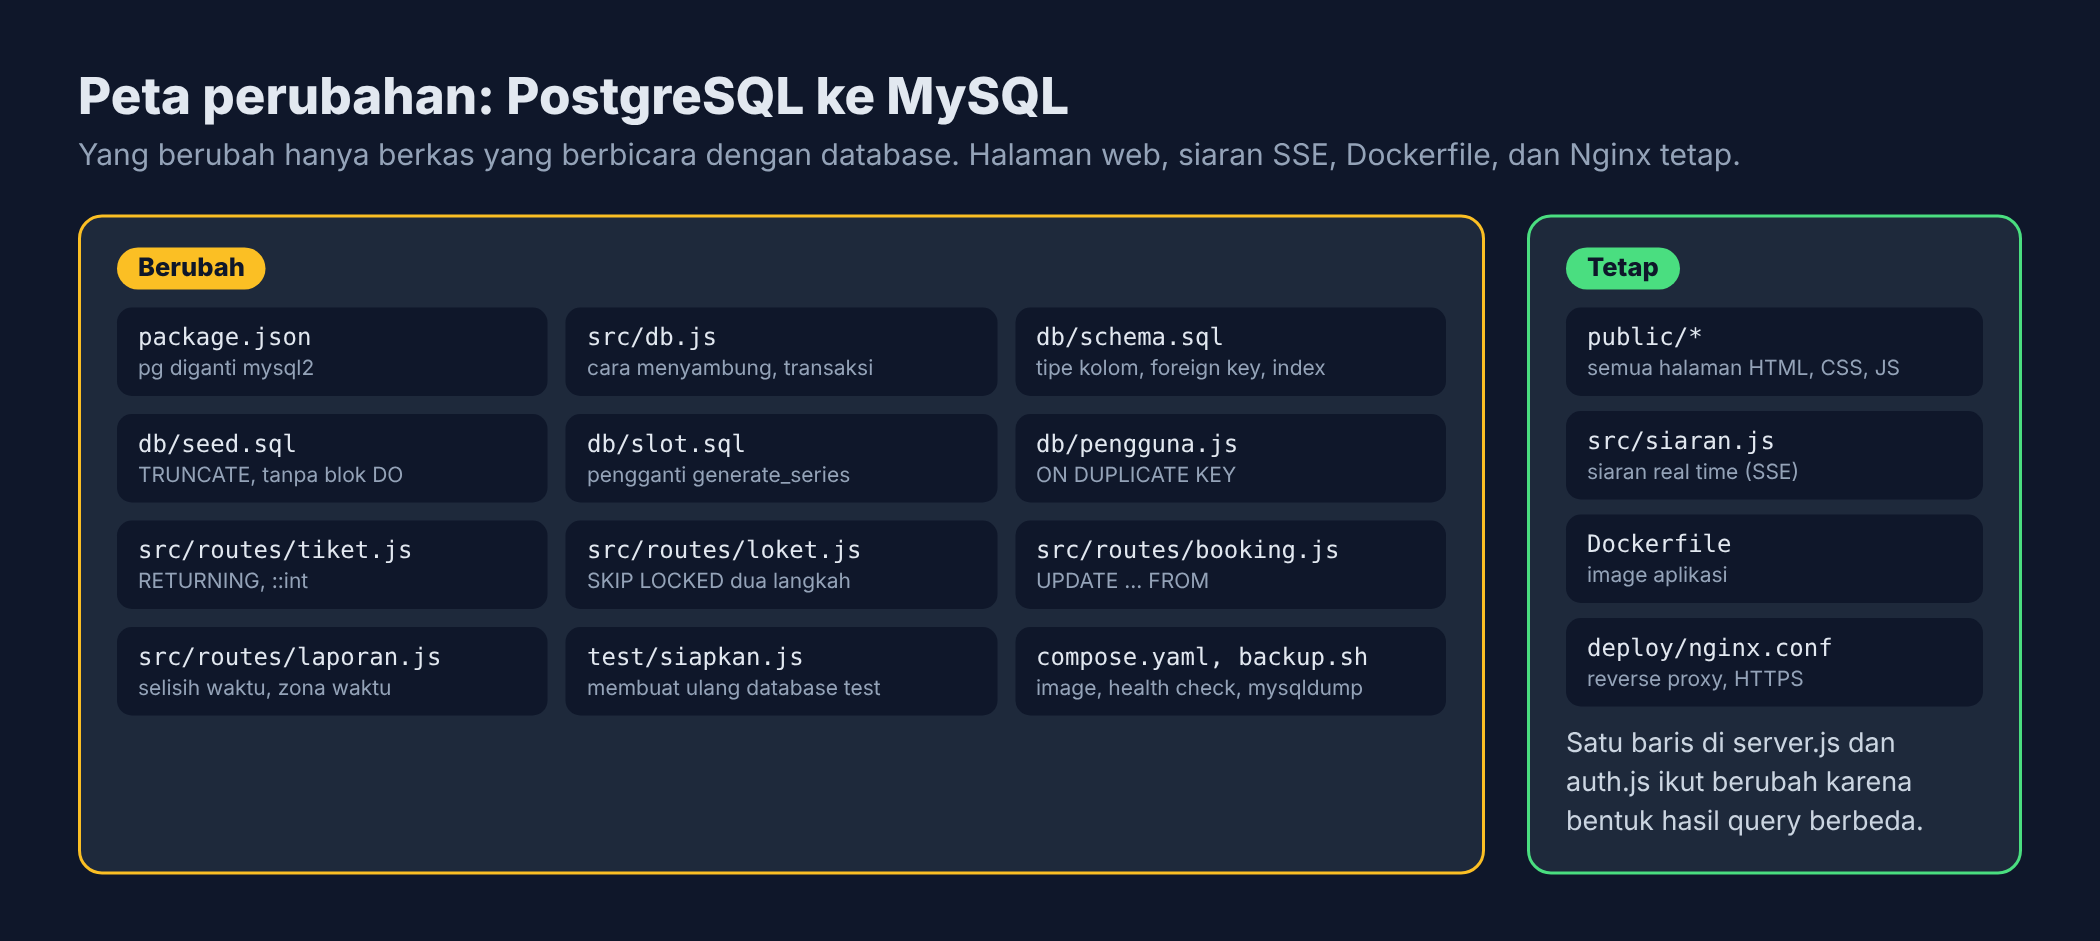 Peta perubahan: PostgreSQL ke MySQL
Yang berubah hanya berkas yang berbicara dengan database. Halaman web, siaran SSE, Dockerfile, dan Nginx tetap.
Berubah
package.json
pg diganti mysql2
src/db.js
cara menyambung, transaksi
db/schema.sql
tipe kolom, foreign key, index
db/seed.sql
TRUNCATE, tanpa blok DO
db/slot.sql
pengganti generate_series
db/pengguna.js
ON DUPLICATE KEY
src/routes/tiket.js
RETURNING, ::int
src/routes/loket.js
SKIP LOCKED dua langkah
src/routes/booking.js
UPDATE ... FROM
src/routes/laporan.js
selisih waktu, zona waktu
test/siapkan.js
membuat ulang database test
compose.yaml, backup.sh
image, health check, mysqldump
Tetap
public/*
semua halaman HTML, CSS, JS
src/siaran.js
siaran real time (SSE)
Dockerfile
image aplikasi
deploy/nginx.conf
reverse proxy, HTTPS
Satu baris di server.js dan
auth.js ikut berubah karena
bentuk hasil query berbeda.